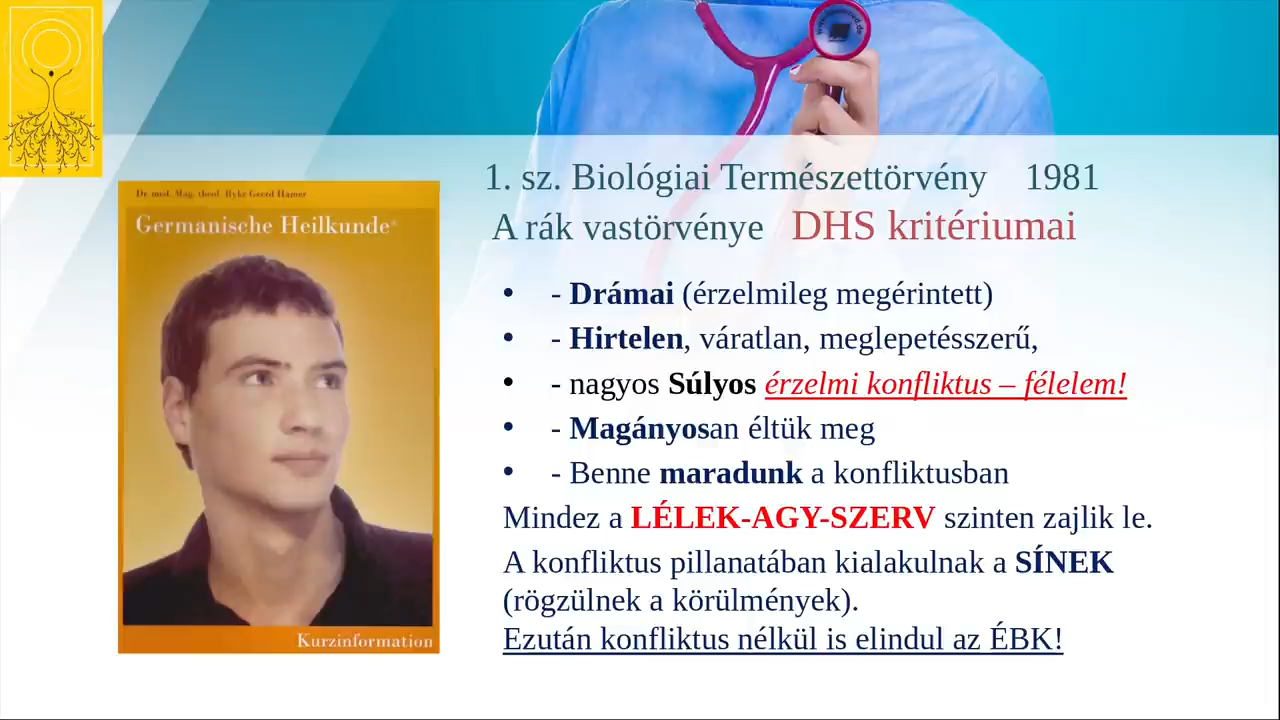 Dr. med. Mag. theol. Ryke Geerd Hamer
Germanische Heilkunde®
Kurzinformation
1. sz. Biológiai Természettörvény 1981
A rák vastörvénye DHS kritériumai
• - Drámai (érzelmileg megérintett)
• - Hirtelen, váratlan, meglepetésszerű,
• - nagyos Súlyos érzelmi konfliktus – félelem!
• - Magányosan éltük meg
• - Benne maradunk a konfliktusban
Mindez a LÉLEK-AGY-SZERV szinten zajlik le.
A konfliktus pillanatában kialakulnak a SÍNEK
(rögzülnek a körülmények).
Ezután konfliktus nélkül is elindul az ÉBK!